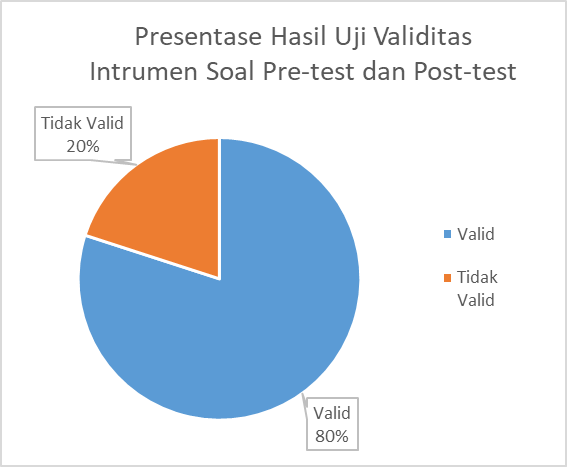 Presentase Hasil Uji Validitas
Intrumen Soal Pre-test dan Post-test
Tidak Valid
20%
Valid
Tidak
Valid
Valid
80%